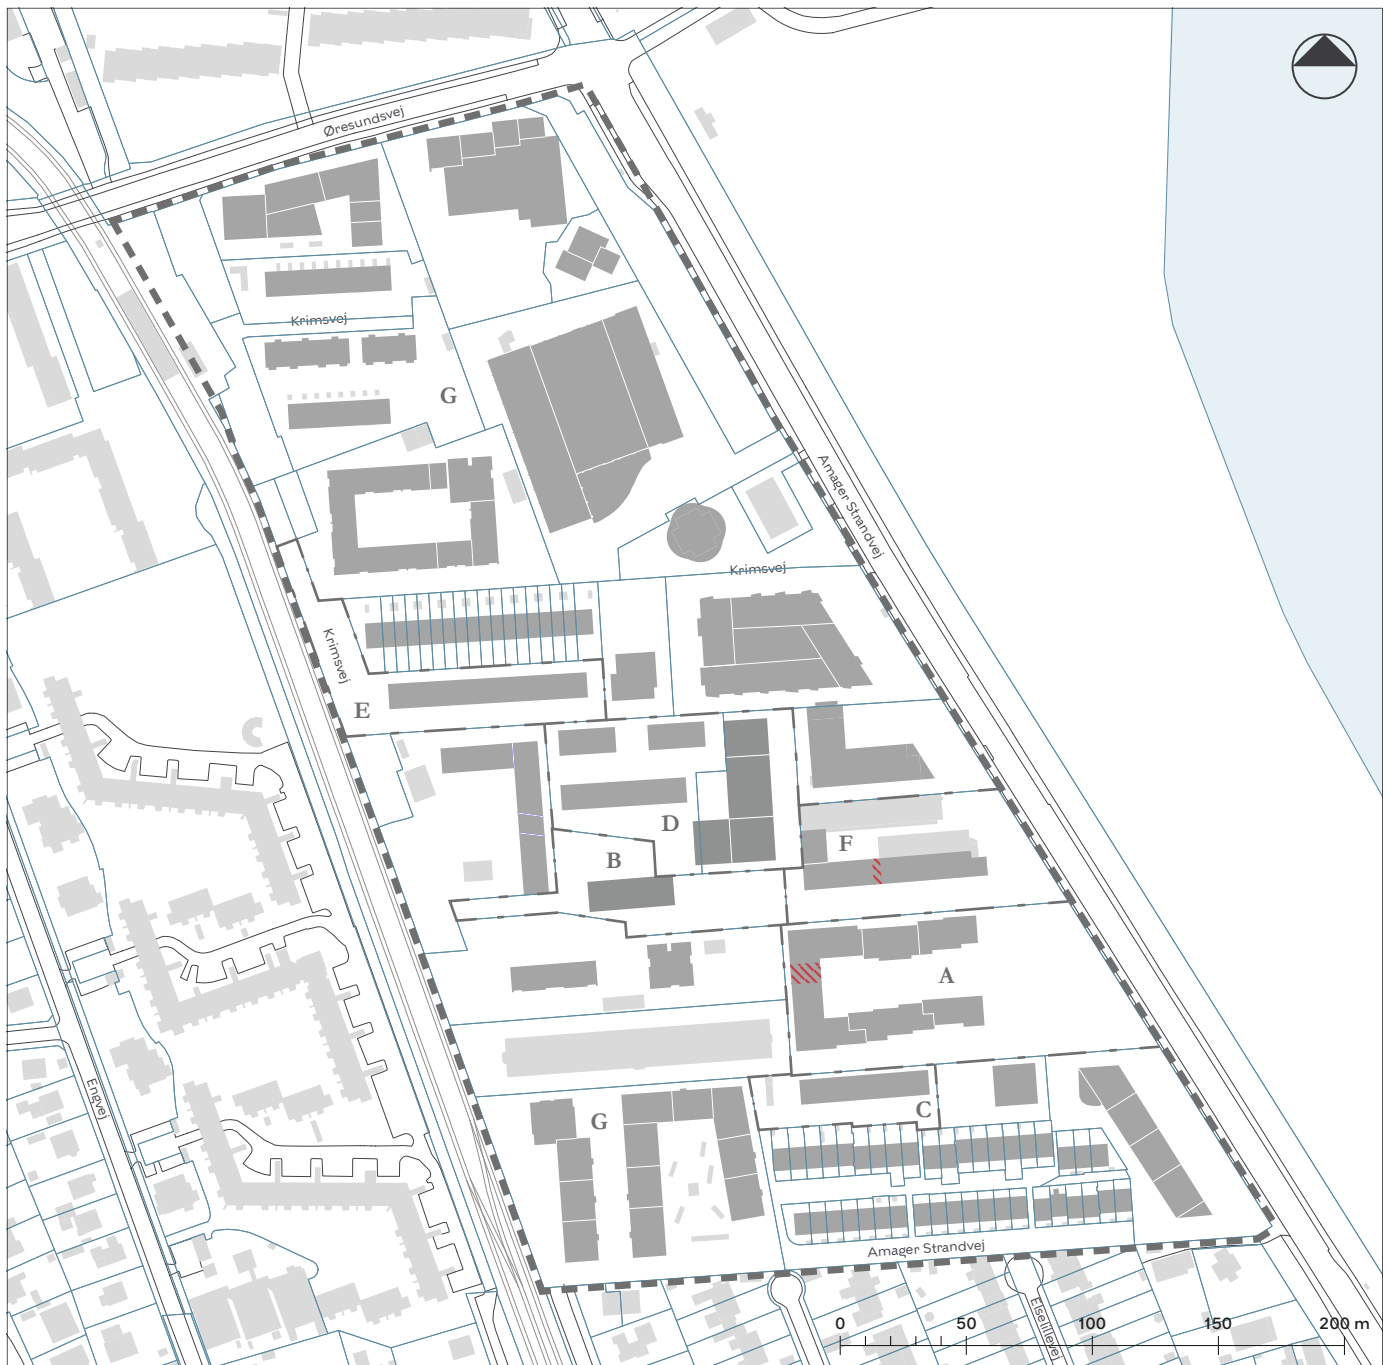 Øresundsvej
Krimsvej
G
Amager Strandvej
Krimsvej
Krimsvej
E
D
F
B
A
C
G
Engvej
Amager Strandvej
Elselillevej
0 50 100 150 200 m